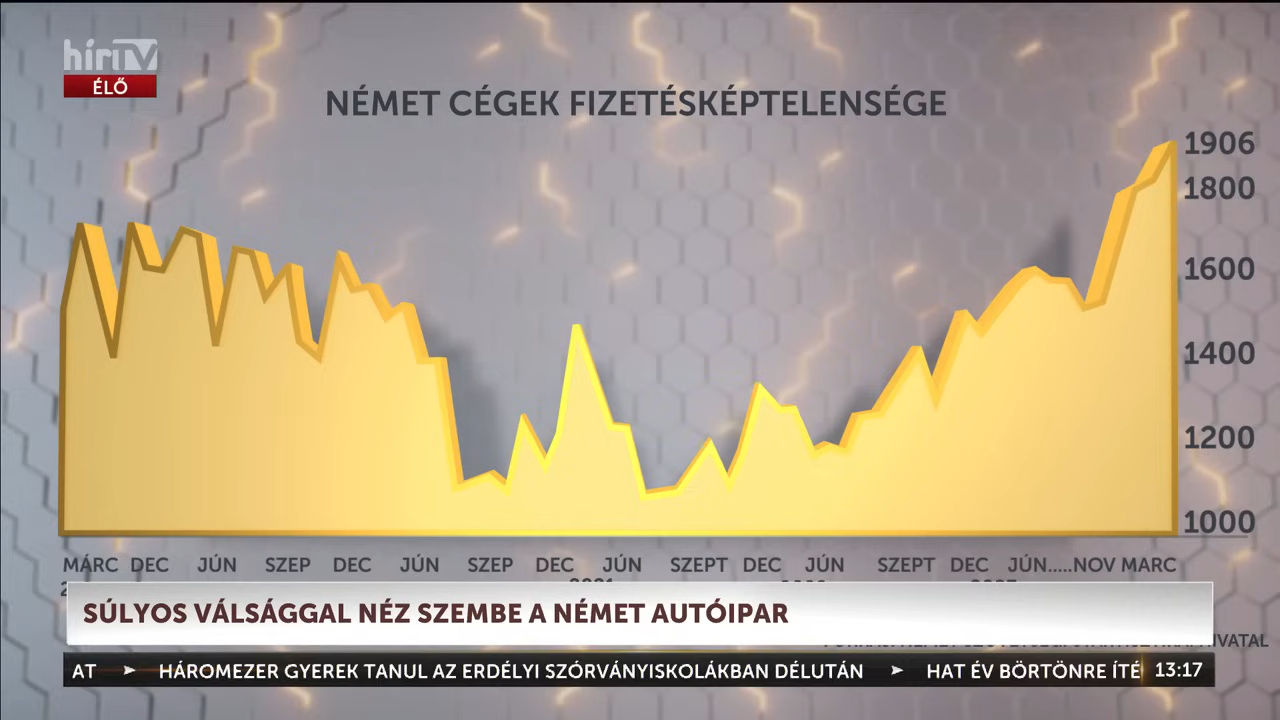 hírTV
ÉLŐ
NÉMET CÉGEK FIZETÉSKÉPTELENSÉGE
1906
1800
1600
1400
1200
1000
MÁRC DEC JÚN SZEP DEC JÚN SZEP DEC JÚN SZEPT DEC JÚN SZEPT DEC JÚN.....NOV MARC
SÚLYOS VÁLSÁGGAL NÉZ SZEMBE A NÉMET AUTÓIPAR
AT ➤ HÁROMEZER GYEREK TANUL AZ ERDÉLYI SZÓRVÁNYISKOLÁKBAN DÉLUTÁN ➤ HAT ÉV BÖRTÖNRE ÍTÉ 13:17